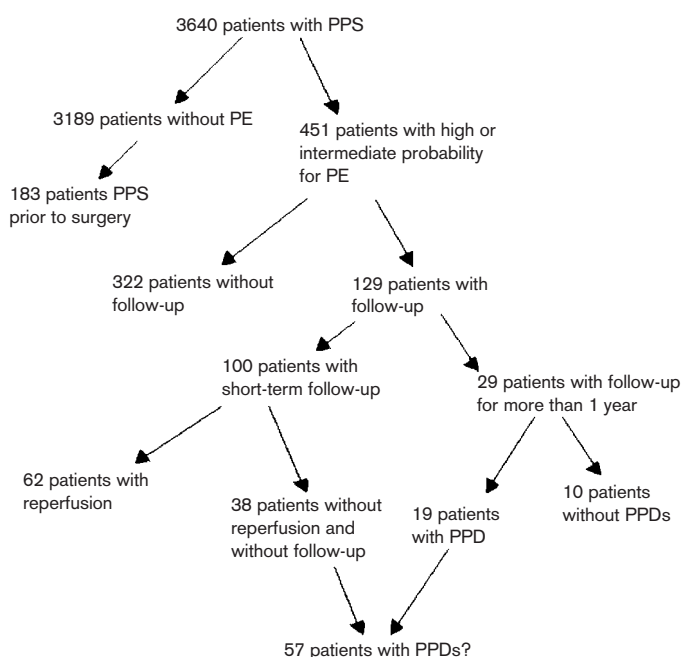 3640 patients with PPS
3189 patients without PE
451 patients with high or
intermediate probability
for PE
183 patients PPS
prior to surgery
322 patients without
follow-up
129 patients with
follow-up
100 patients with
short-term follow-up
29 patients with follow-up
for more than 1 year
62 patients with
reperfusion
38 patients without
reperfusion and
without follow-up
19 patients
with PPD
10 patients
without PPDs
57 patients with PPDs?